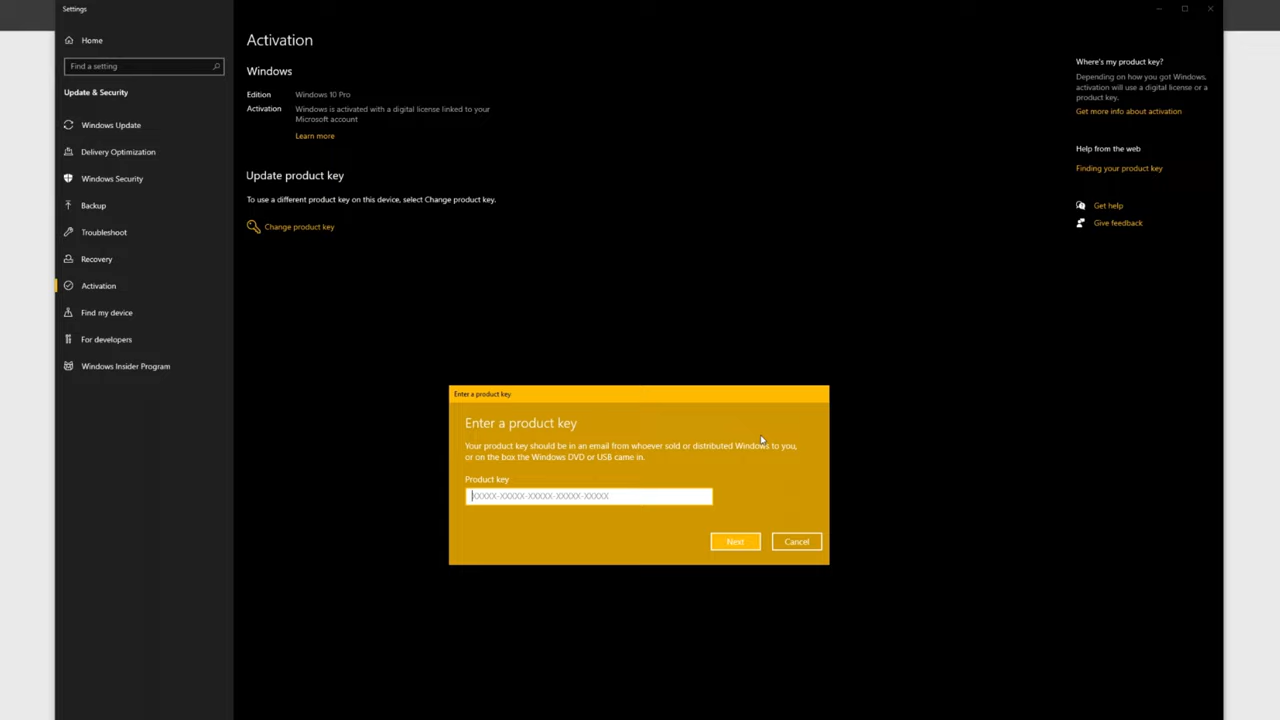 Settings
Home
Find a setting
Update & Security
Windows Update
Delivery Optimization
Windows Security
Backup
Troubleshoot
Recovery
Activation
Find my device
For developers
Windows Insider Program
Activation
Windows
Edition Windows 10 Pro
Activation Windows is activated with a digital license linked to your
Microsoft account
Learn more
Update product key
To use a different product key on this device, select Change product key.
Change product key
Where's my product key?
Depending on how you got Windows,
activation will use a digital license or a
product key.
Get more info about activation
Help from the web
Finding your product key
Get help
Give feedback
Enter a product key
Enter a product key
Your product key should be in an email from whoever sold or distributed Windows to you,
or on the box the Windows DVD or USB came in.
Product key
XXXXX-XXXXX-XXXXX-XXXXX-XXXXX
Next
Cancel